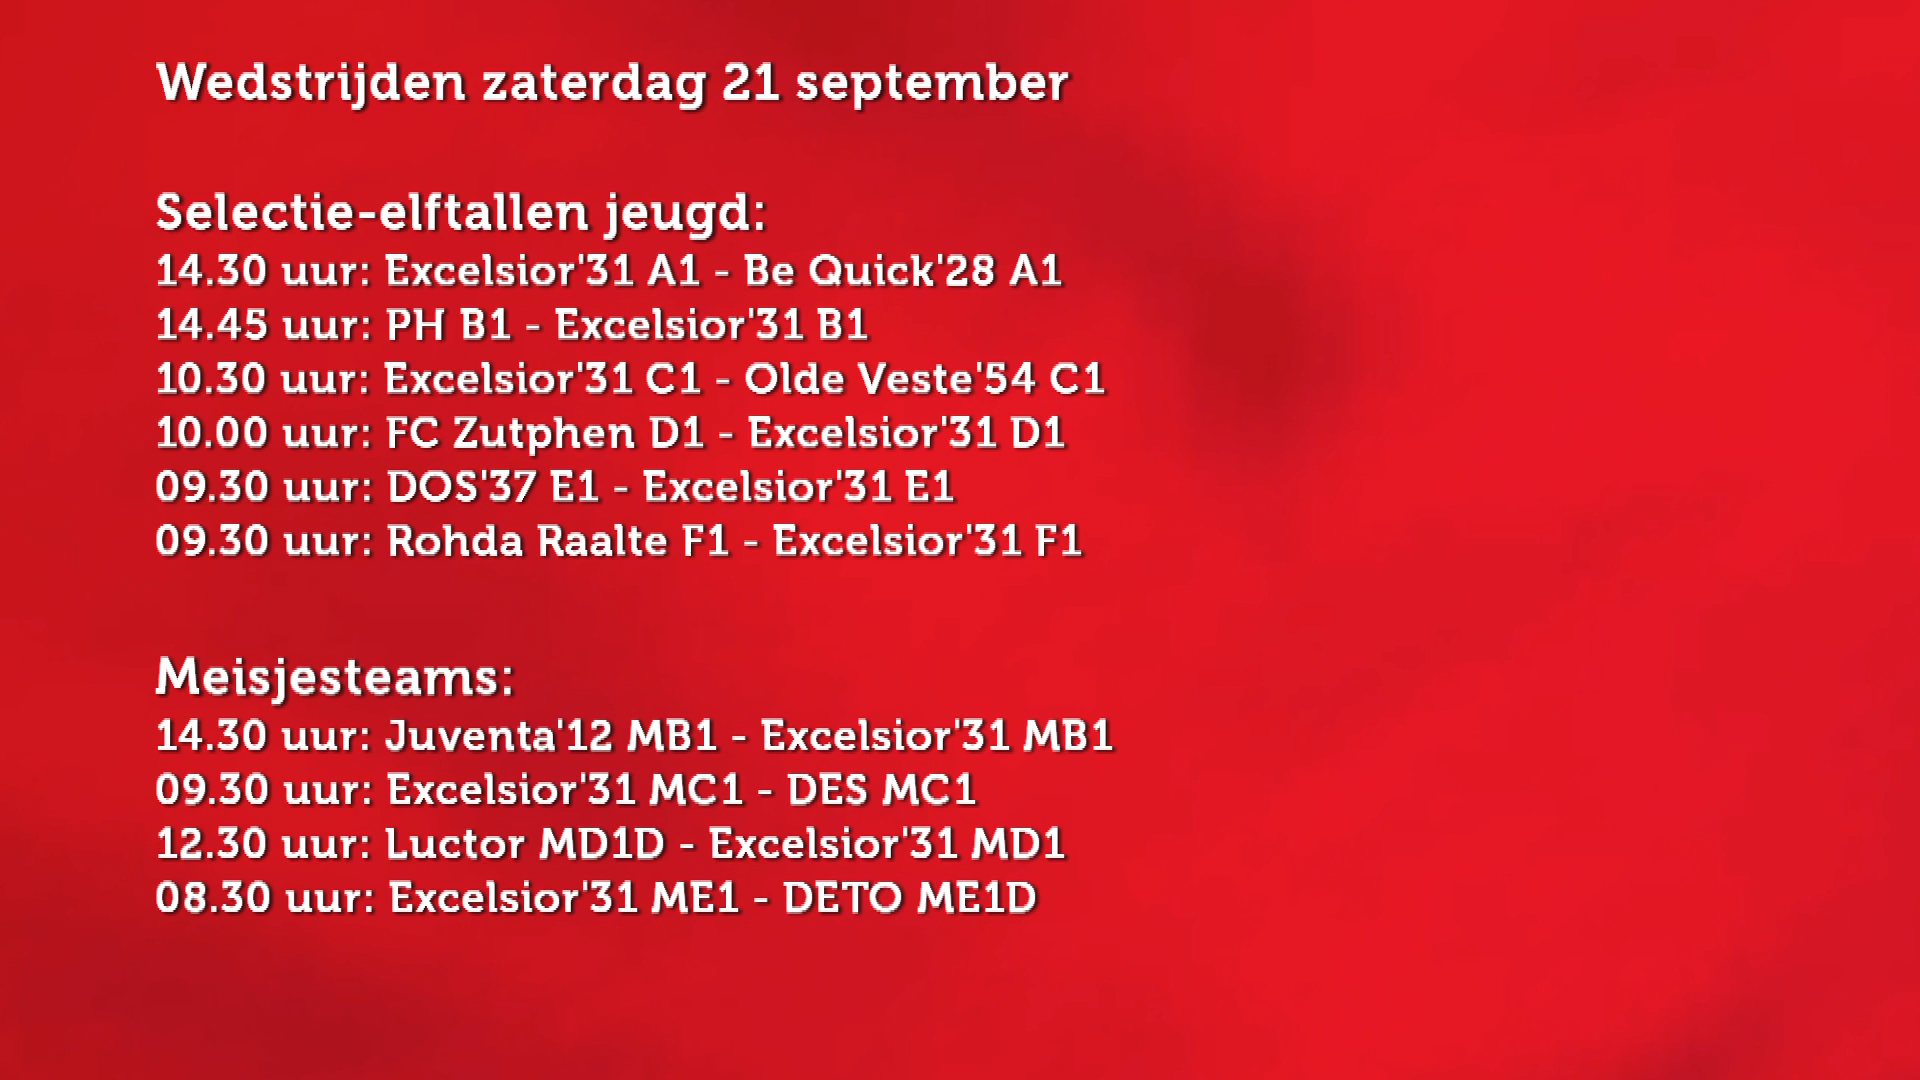 Wedstrijden zaterdag 21 september
Selectie-elftallen jeugd:
14.30 uur: Excelsior'31 A1 - Be Quick'28 A1
14.45 uur: PH B1 - Excelsior'31 B1
10.30 uur: Excelsior'31 C1 - Olde Veste'54 C1
10.00 uur: FC Zutphen D1 - Excelsior'31 D1
09.30 uur: DOS'37 E1 - Excelsior'31 E1
09.30 uur: Rohda Raalte F1 - Excelsior'31 F1
Meisjesteams:
14.30 uur: Juventa'12 MB1 - Excelsior'31 MB1
09.30 uur: Excelsior'31 MC1 - DES MC1
12.30 uur: Luctor MD1D - Excelsior'31 MD1
08.30 uur: Excelsior'31 ME1 - DETO ME1D